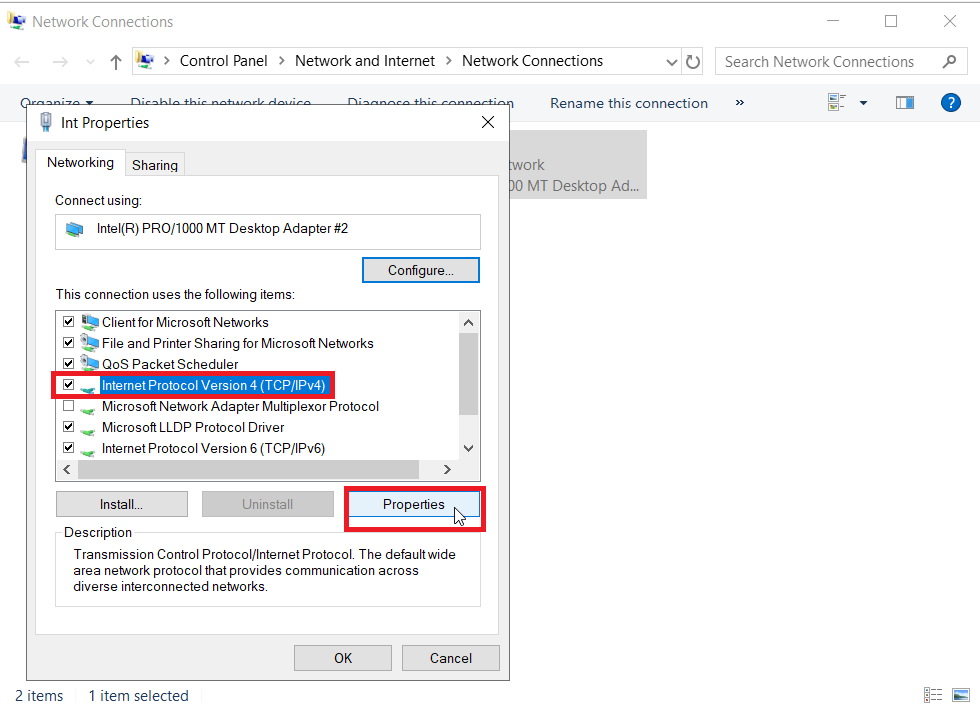 Network Connections
Control Panel > Network and Internet > Network Connections
Search Network Connections
Organize Disable this network device Diagnose this connection Rename this connection »
Int Properties
Networking Sharing
twork
00 MT Desktop Ad...
Connect using:
Intel(R) PRO/1000 MT Desktop Adapter #2
Configure...
This connection uses the following items:
Client for Microsoft Networks
File and Printer Sharing for Microsoft Networks
QoS Packet Scheduler
Internet Protocol Version 4 (TCP/IPv4)
Microsoft Network Adapter Multiplexor Protocol
Microsoft LLDP Protocol Driver
Internet Protocol Version 6 (TCP/IPv6)
Install... Uninstall Properties
Description
Transmission Control Protocol/Internet Protocol. The default wide
area network protocol that provides communication across
diverse interconnected networks.
OK Cancel
2 items 1 item selected